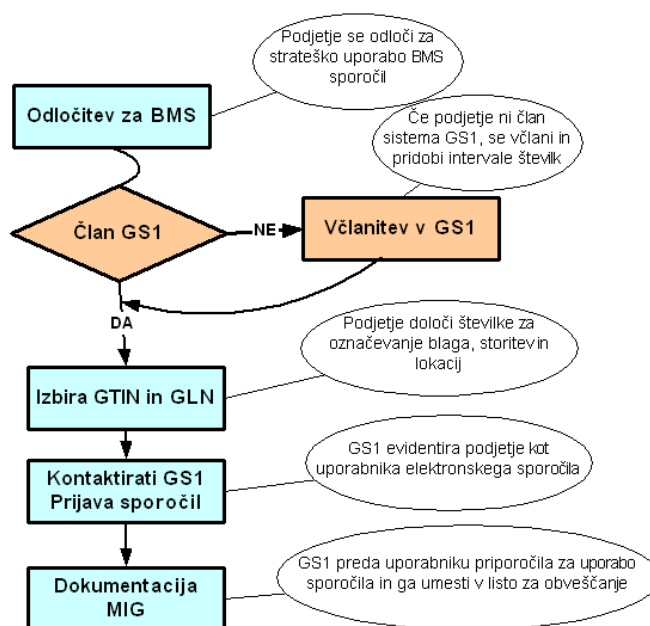 Podjetje se odloči za
strateško uporabo BMS
sporočil
Odločitev za BMS
Če podjetje ni član
sistema GS1, se včlani in
pridobi intervale številk
Član GS1
NE
Včlanitev v GS1
DA
Podjetje določi številke za
označevanje blaga, storitev in
lokacij
Izbira GTIN in GLN
GS1 evidentira podjetje kot
uporabnika elektronskega sporočila
Kontaktirati GS1
Prijava sporočil
GS1 preda uporabniku priporočila za uporabo
sporočila in ga umesti v listo za obveščanje
Dokumentacija
MIG